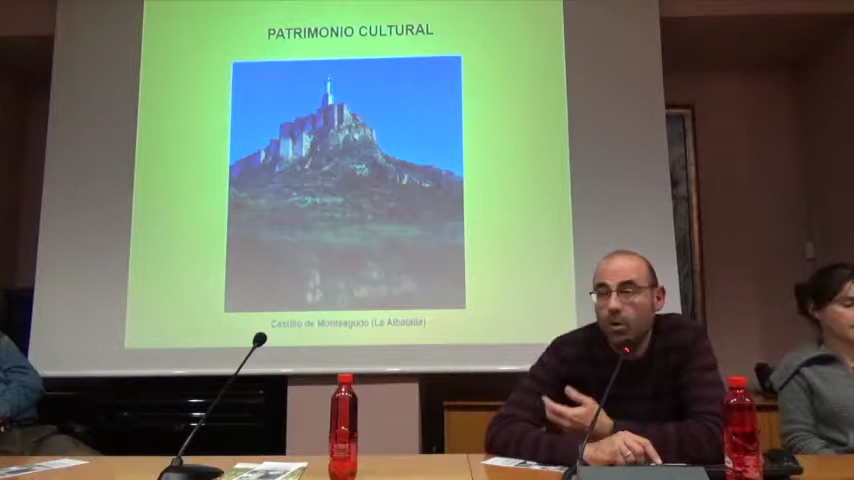 PATRIMONIO CULTURAL
Castillo de Monteagudo (La Albatalía)